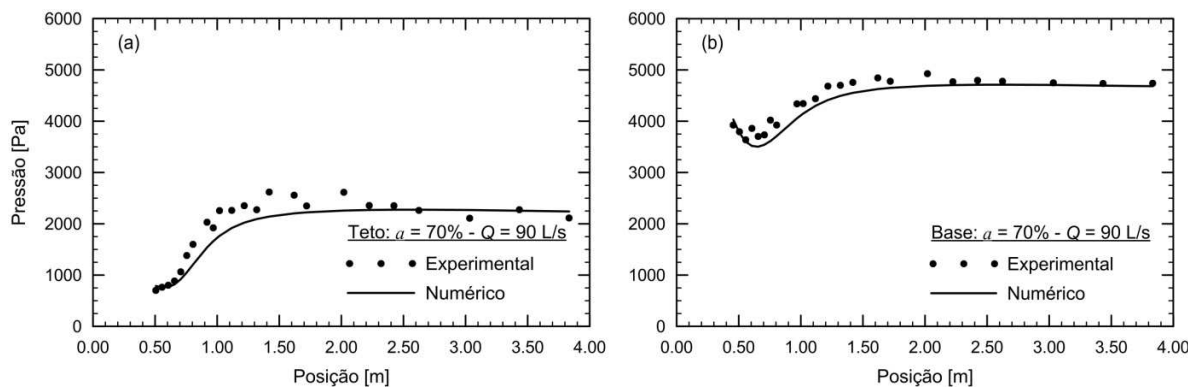 6000
5000
4000
3000
2000
1000
0
Pressão [Pa]
(a)
Teto: a = 70% - Q = 90 L/s
Experimental
Numérico
0.00 0.50 1.00 1.50 2.00 2.50 3.00 3.50 4.00
Posição [m]
6000
5000
4000
3000
2000
1000
0
(b)
Base: a = 70% - Q = 90 L/s
Experimental
Numérico
0.00 0.50 1.00 1.50 2.00 2.50 3.00 3.50 4.00
Posição [m]